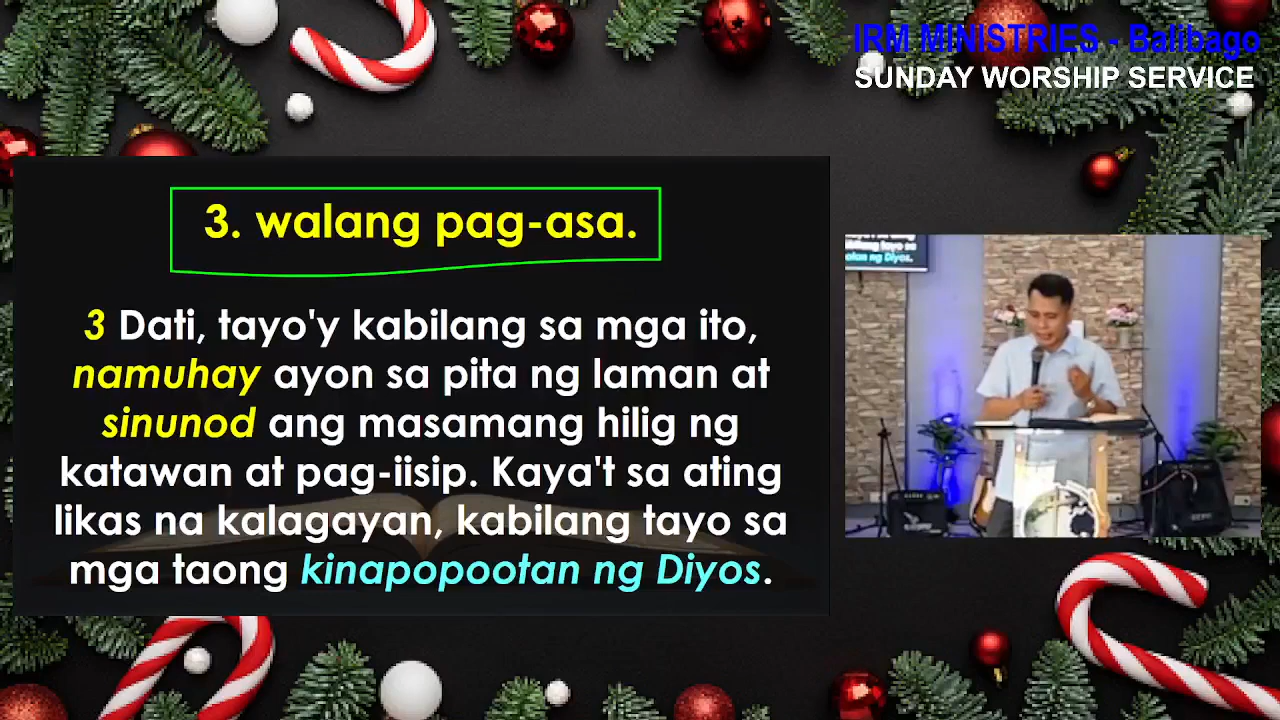 IRM MINISTRIES - Balibago
SUNDAY WORSHIP SERVICE
3. walang pag-asa.
3 Dati, tayo'y kabilang sa mga ito,
namuhay ayon sa pita ng laman at
sinunod ang masamang hilig ng
katawan at pag-iisip. Kaya't sa ating
likas na kalagayan, kabilang tayo sa
mga taong kinapopootan ng Diyos.